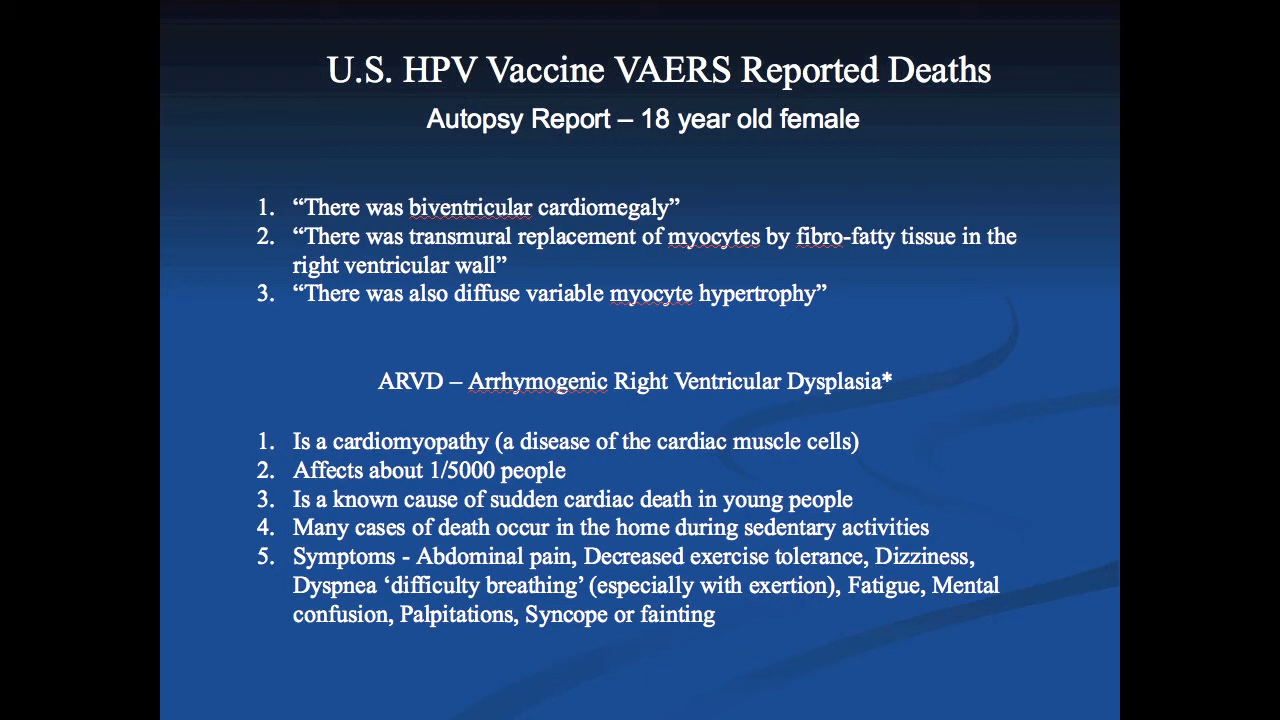 U.S. HPV Vaccine VAERS Reported Deaths
Autopsy Report – 18 year old female
1. “There was biventricular cardiomegaly”
2. “There was transmural replacement of myocytes by fibro-fatty tissue in the
right ventricular wall”
3. “There was also diffuse variable myocyte hypertrophy”
ARVD – Arrhymogenic Right Ventricular Dysplasia*
1. Is a cardiomyopathy (a disease of the cardiac muscle cells)
2. Affects about 1/5000 people
3. Is a known cause of sudden cardiac death in young people
4. Many cases of death occur in the home during sedentary activities
5. Symptoms - Abdominal pain, Decreased exercise tolerance, Dizziness,
Dyspnea ‘difficulty breathing’ (especially with exertion), Fatigue, Mental
confusion, Palpitations, Syncope or fainting